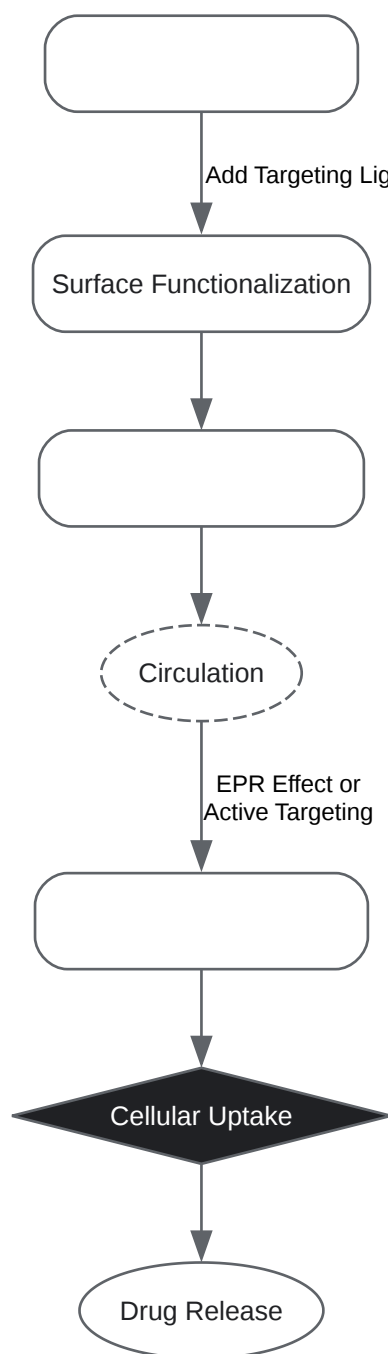 Add Targeting Lig
Surface Functionalization
Circulation
EPR Effect or
Active Targeting
Cellular Uptake
Drug Release